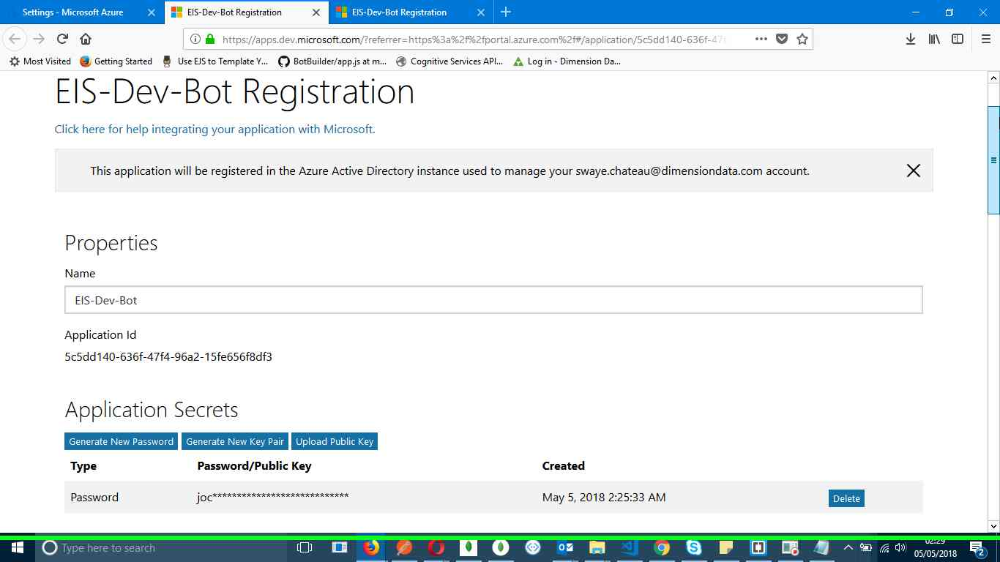 Settings - Microsoft Azure
EIS-Dev-Bot Registration
EIS-Dev-Bot Registration
https://apps.dev.microsoft.com/?referrer=https%3a%2f%2fportal.azure.com%2f#/application/5c5dd140-636f-47f
Most Visited
Getting Started
Use EJS to Template Y...
BotBuilder/app.js at m...
Cognitive Services API...
Log in - Dimension Da...
EIS-Dev-Bot Registration
Click here for help integrating your application with Microsoft.
This application will be registered in the Azure Active Directory instance used to manage your swaye.chateau@dimensiondata.com account.
Properties
Name
EIS-Dev-Bot
Application Id
5c5dd140-636f-47f4-96a2-15fe656f8df3
Application Secrets
Generate New Password Generate New Key Pair Upload Public Key
Type Password/Public Key Created
Password joc**************************** May 5, 2018 2:25:33 AM Delete
Type here to search
02:29
05/05/2018
2